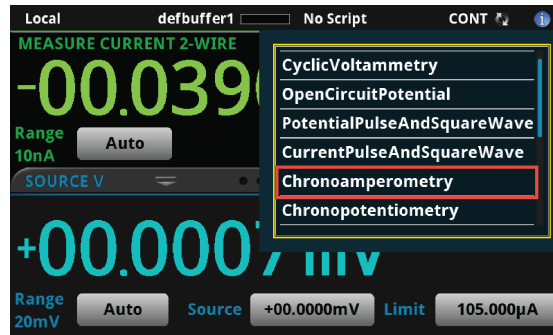 Local defbuffer1 No Script CONT
MEASURE CURRENT 2-WIRE
-00.039
Range Auto
10nA
CyclicVoltammetry
OpenCircuitPotential
PotentialPulseAndSquareWave
CurrentPulseAndSquareWave
Chronoamperometry
Chronopotentiometry
SOURCE V
+00.0007 mV
Range Auto Source +00.0000mV Limit 105.000µA
20mV